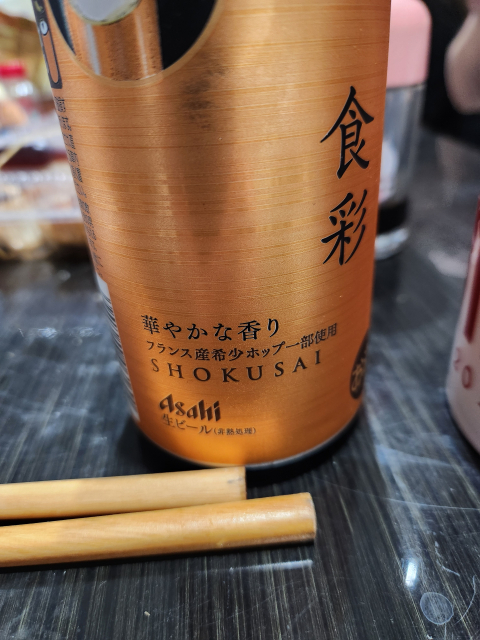 食彩
華やかな香り
フランス産希少ホップ一部使用
SHOKUSAI
Asahi
生ビール(非熱処理)
20